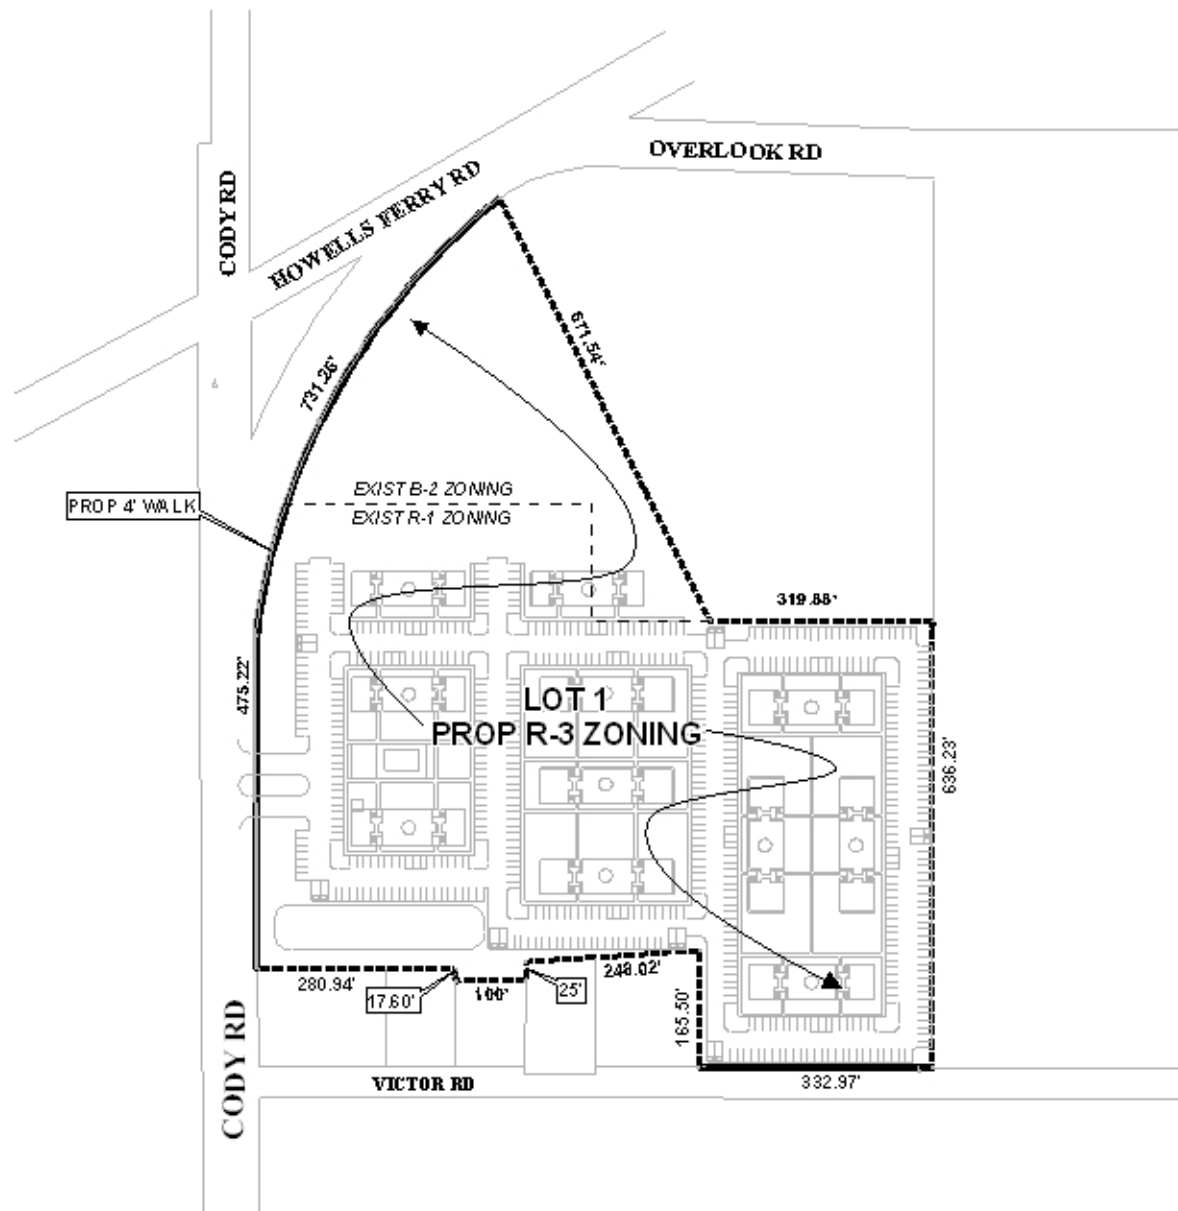 OVERLOOK RD
CODY RD
HOWELLS FERRY RD
671.54'
731.26'
EXIST B-2 ZONING
EXIST R-1 ZONING
PROP 4' WALK
319.88'
475.22'
LOT 1
PROP R-3 ZONING
636.23'
280.94'
17.60'
100'
25'
248.02'
165.50'
332.97'
VICTOR RD
CODY RD